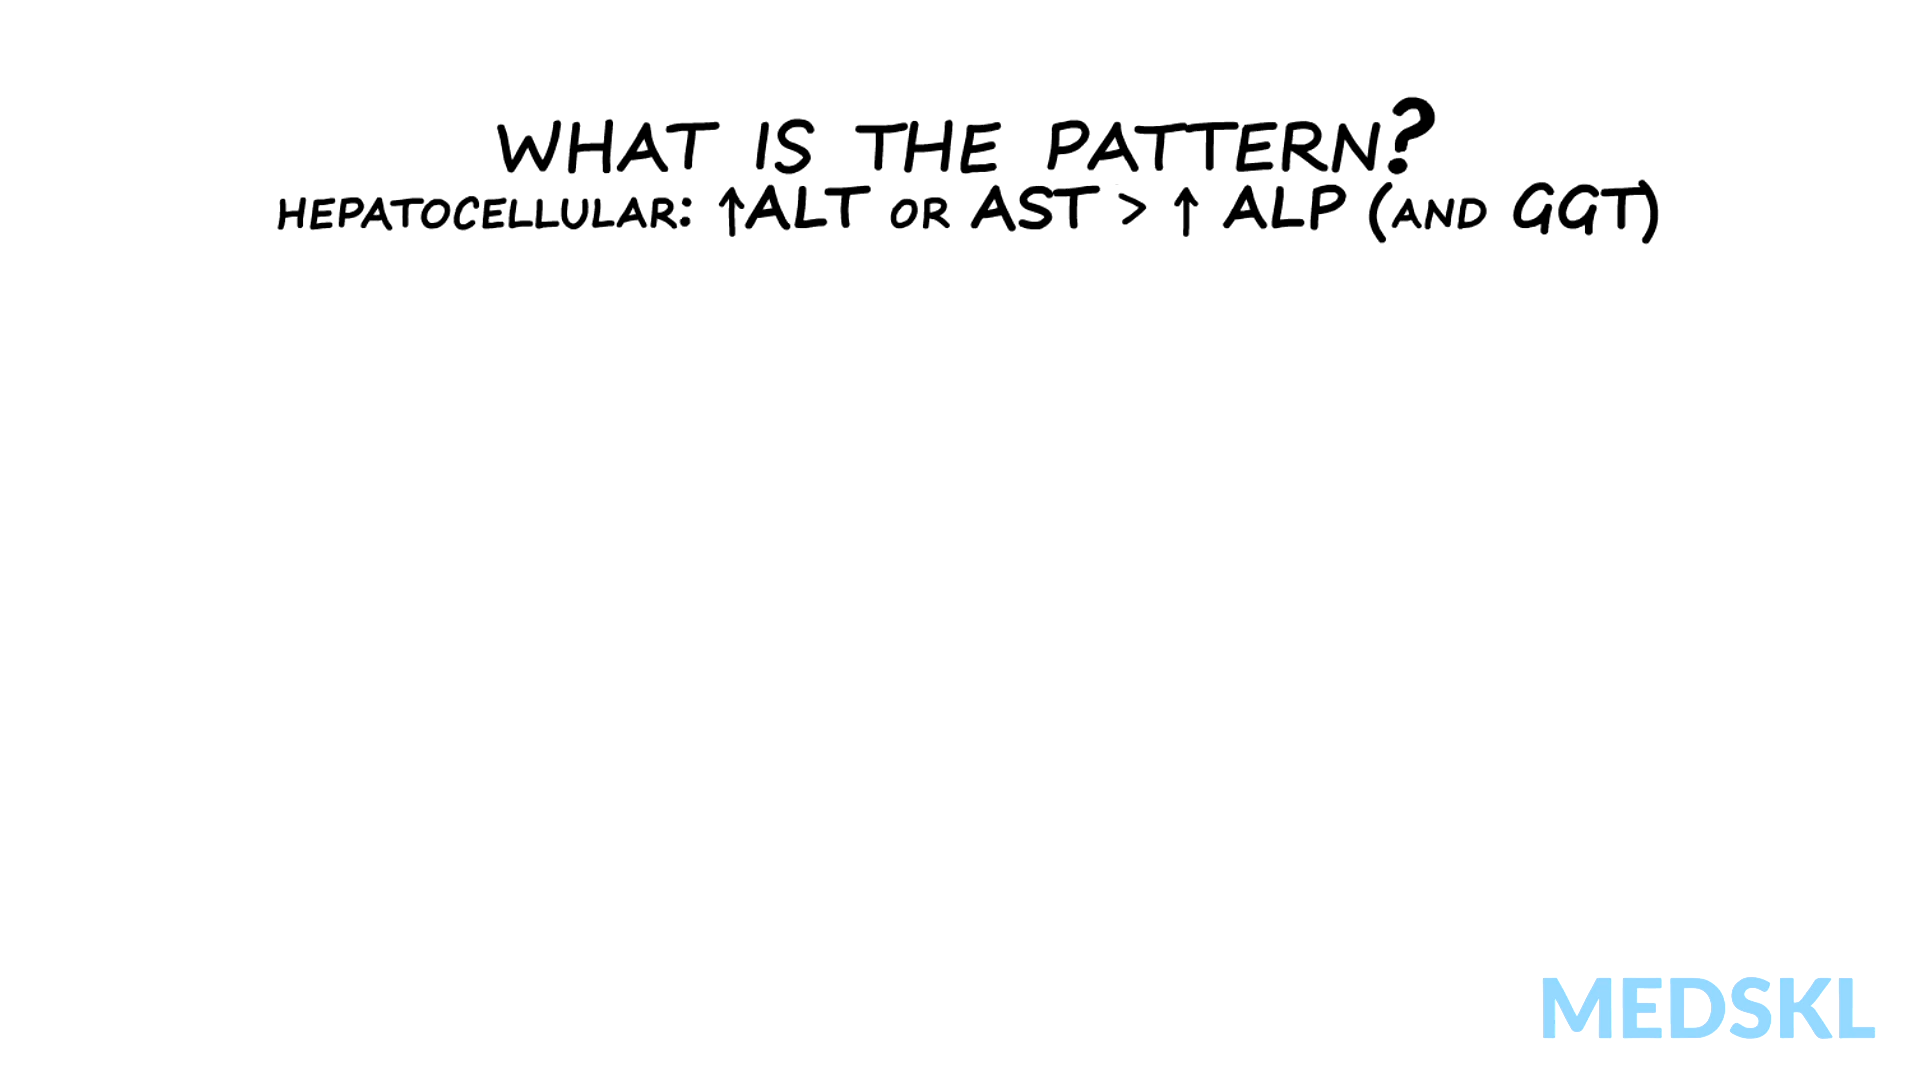 WHAT IS THE PATTERN?
HEPATOCELLULAR: ↑ALT OR AST > ↑ ALP (AND GGT)
MEDSKL